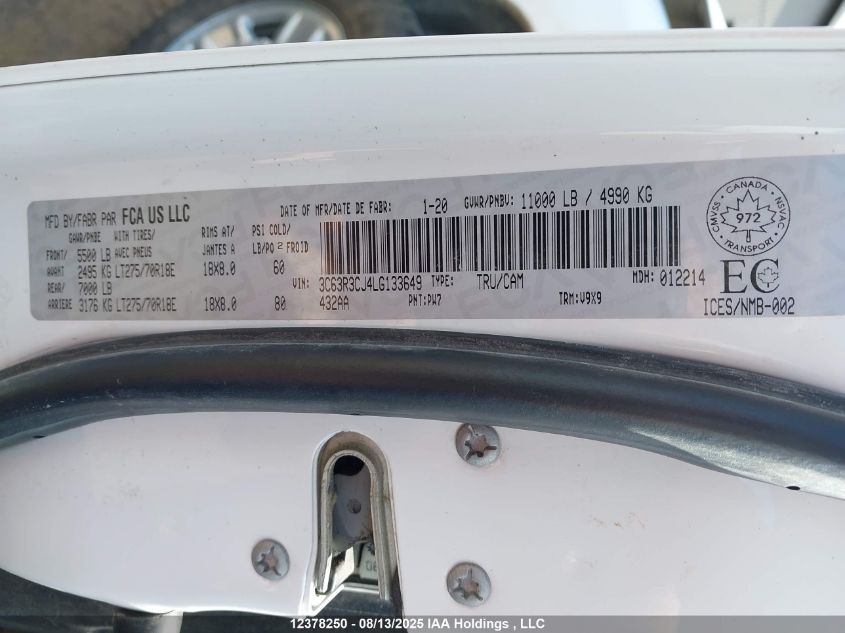 MFD BY/FABR PAR FCA US LLC
DATE OF MFR/DATE DE FABR: 1-20 GVWR/PNBV: 11000 LB / 4990 KG
GAWR/PNBE WITH TIRES/ RIMS AT/ PSI COLD/
FRONT/ 5500 LB AVEC PNEUS JANTES A LB/PO ² FROID
AVANT 2495 KG LT275/70R18E 18X8.0 60
REAR/ 7000 LB
ARRIERE 3176 KG LT275/70R18E 18X8.0 80
VIN: 3C63R3CJ4LG133649 TYPE: TRU/CAM MDH: 012214
432AA PNT: PW7 TRM: V9X9
CANADA
CMVSS 972 NSVAC
TRANSPORT
EC
ICES/NMB-002
12378250 - 08/13/2025 IAA Holdings , LLC